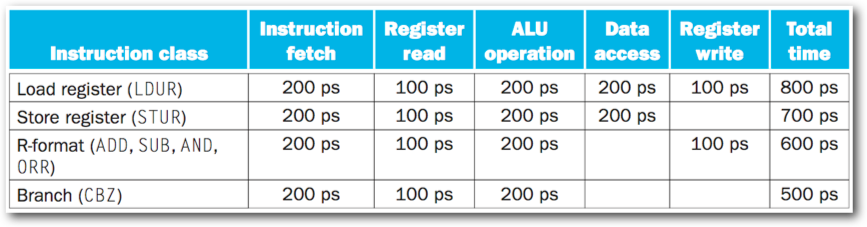 Instruction class Instruction fetch Register read ALU operation Data access Register write Total time
Load register (LDUR) 200 ps 100 ps 200 ps 200 ps 100 ps 800 ps
Store register (STUR) 200 ps 100 ps 200 ps 200 ps 700 ps
R-format (ADD, SUB, AND, 200 ps 100 ps 200 ps 100 ps 600 ps
ORR)
Branch (CBZ) 200 ps 100 ps 200 ps 500 ps